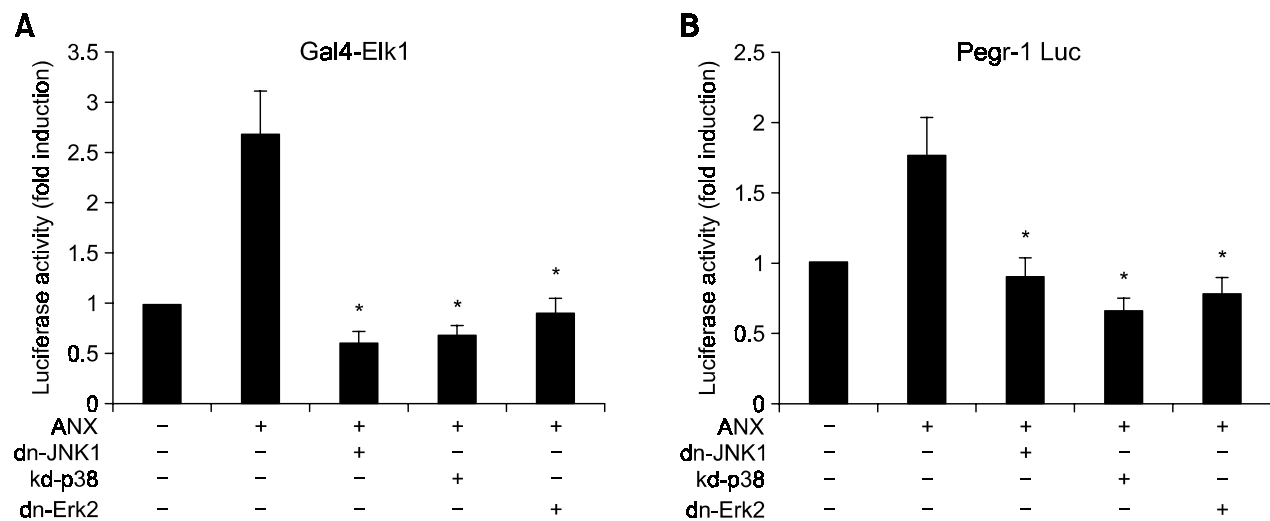 A
Gal4-Elk1
Luciferase activity (fold induction)
3.5
3
2.5
2
1.5
1
0.5
0
* * *
ANX − + + + +
dn-JNK1 − − + − −
kd-p38 − − − + −
dn-Erk2 − − − − +
B
Pegr-1 Luc
Luciferase activity (fold induction)
2.5
2
1.5
1
0.5
0
* * *
ANX − + + + +
dn-JNK1 − − + − −
kd-p38 − − − + −
dn-Erk2 − − − − +